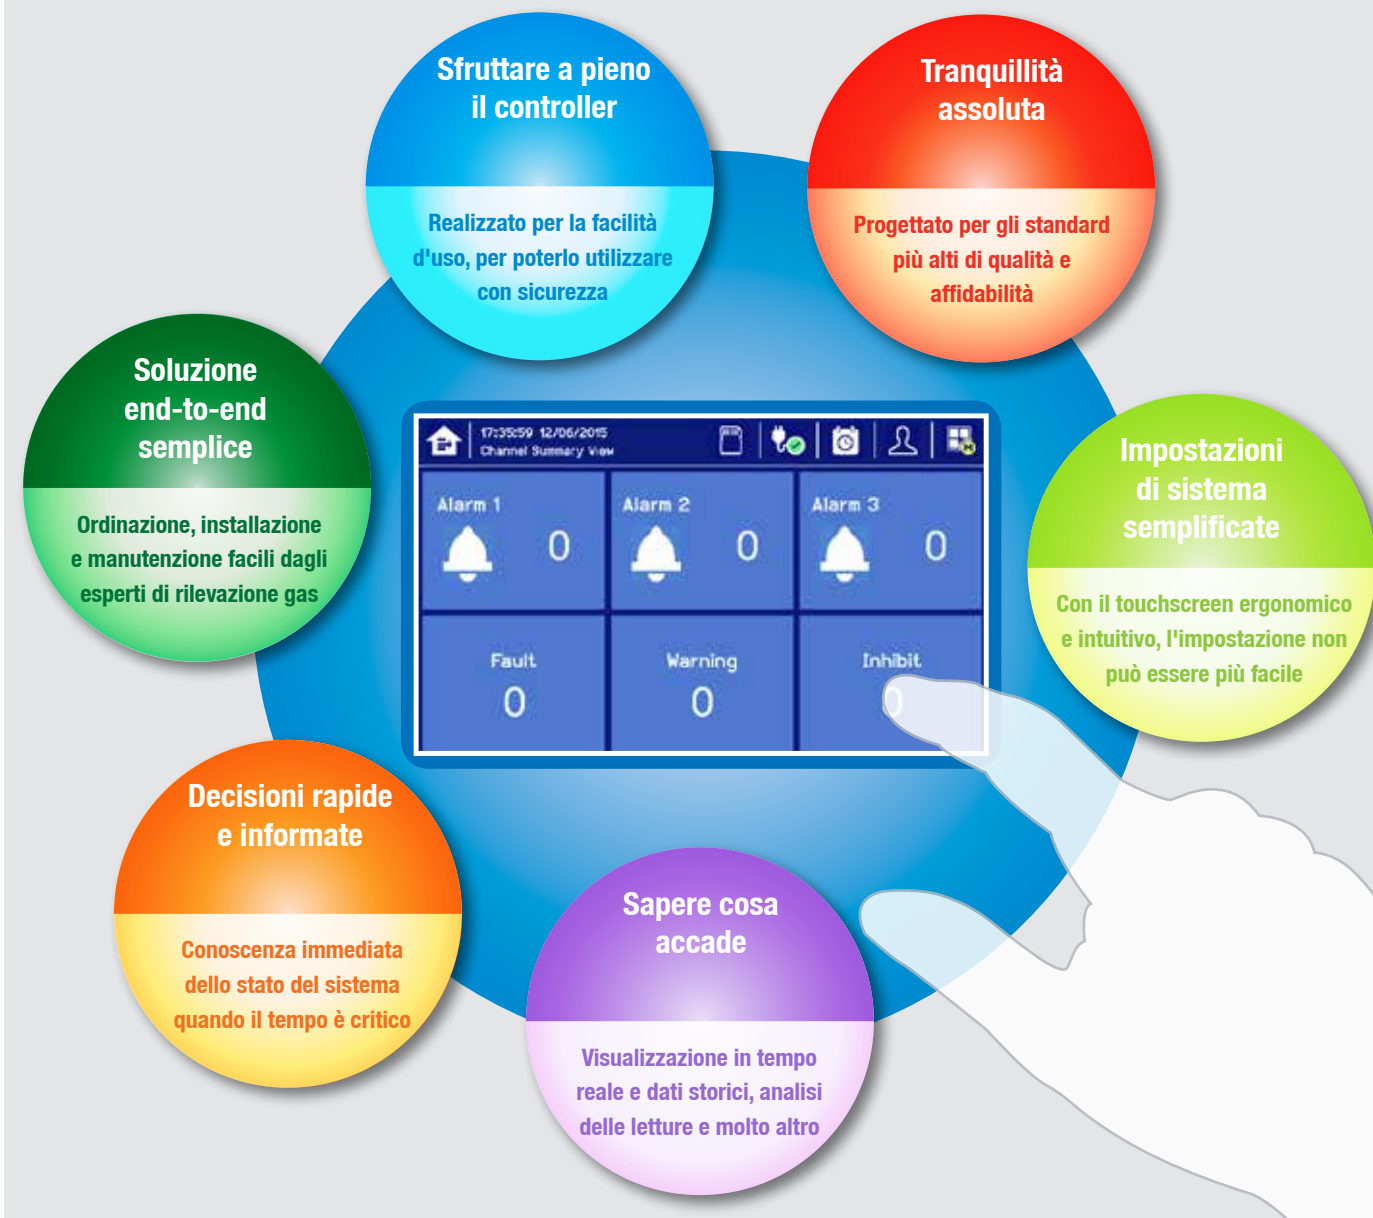 Sfruttare a pieno
il controller
Realizzato per la facilità
d'uso, per poterlo utilizzare
con sicurezza
Tranquillità
assoluta
Progettato per gli standard
più alti di qualità e
affidabilità
Soluzione
end-to-end
semplice
Ordinazione, installazione
e manutenzione facili dagli
esperti di rilevazione gas
17:35:59 12/06/2015
Channel Summary View
Alarm 1
0
Alarm 2
0
Alarm 3
0
Fault
0
Warning
0
Inhibit
0
Impostazioni
di sistema
semplificate
Con il touchscreen ergonomico
e intuitivo, l'impostazione non
può essere più facile
Decisioni rapide
e informate
Conoscenza immediata
dello stato del sistema
quando il tempo è critico
Sapere cosa
accade
Visualizzazione in tempo
reale e dati storici, analisi
delle letture e molto altro